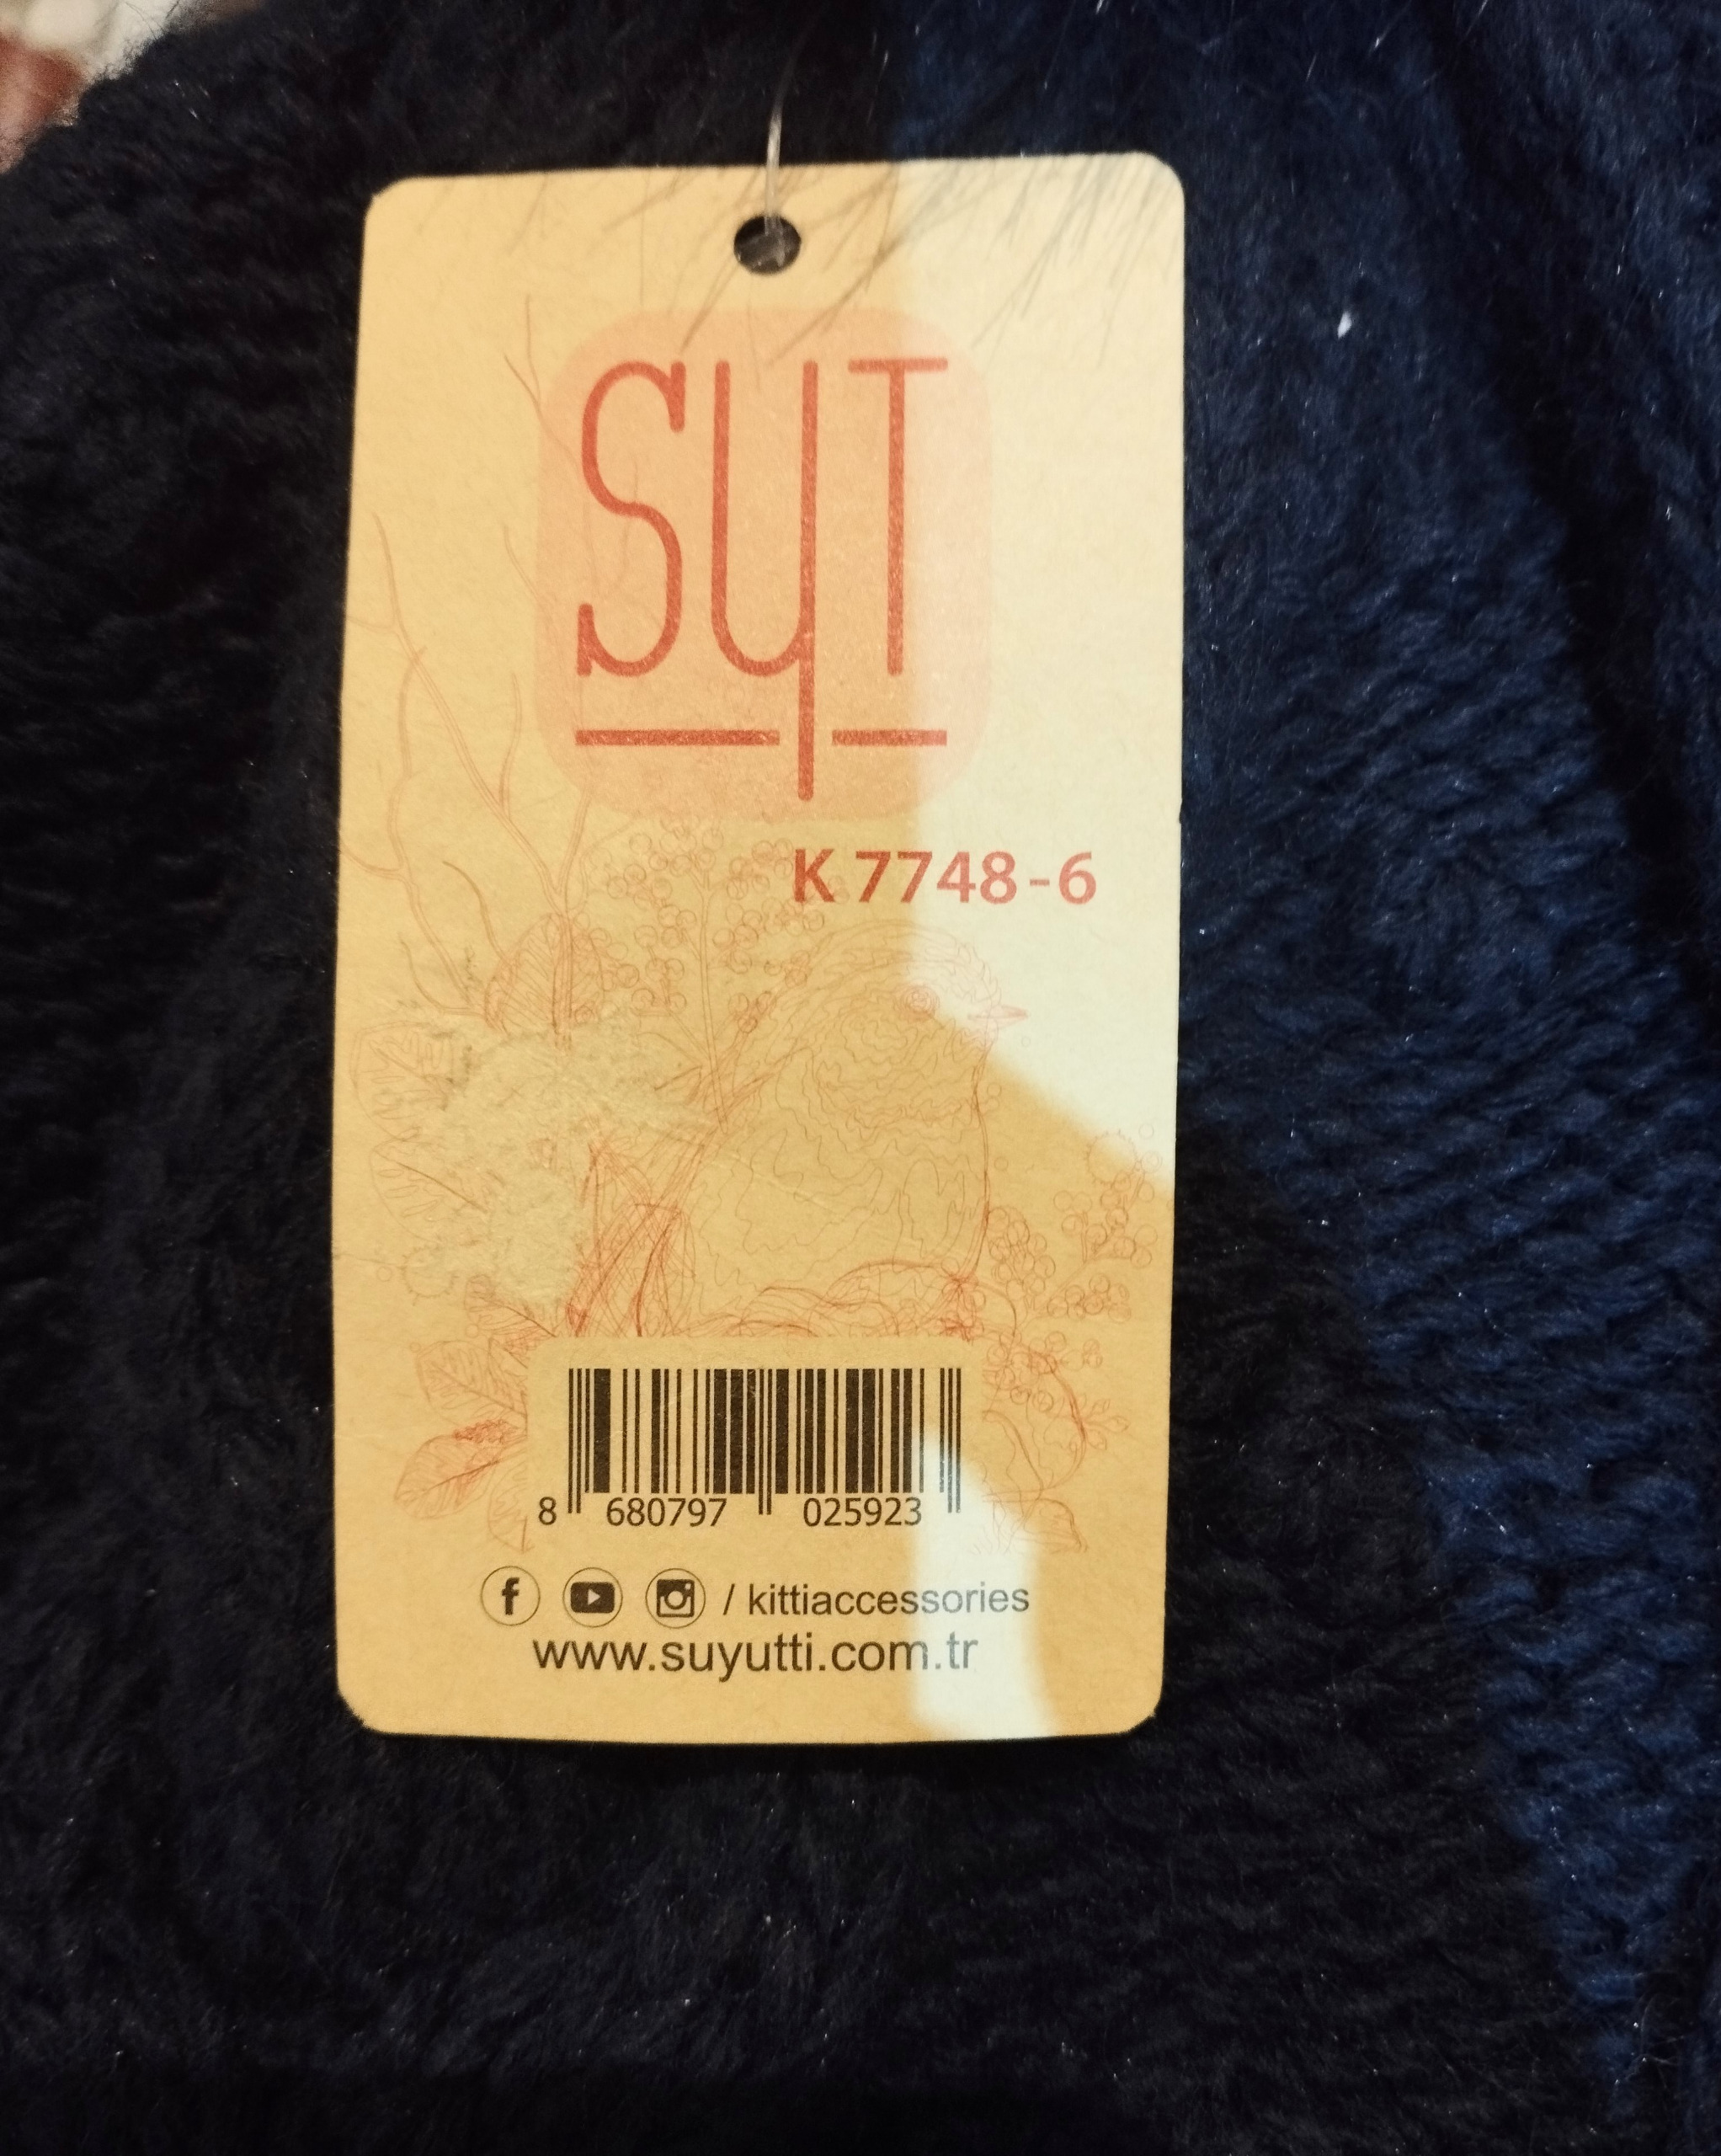 SYT
K 7748-6
8 680797 025923
/ kittiaccessories
www.suyutti.com.tr